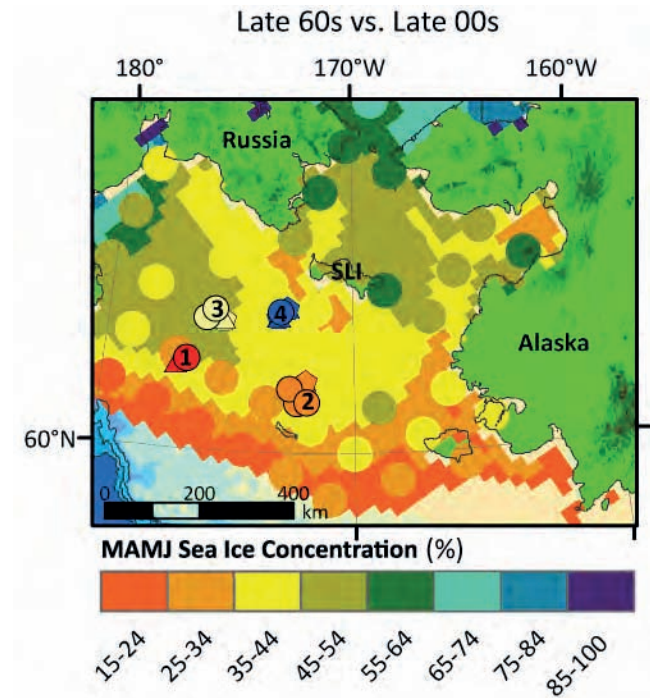 Late 60s vs. Late 00s
180° 170°W 160°W
Russia
SLI
3
4
1
Alaska
2
60°N
0 200 400
km
MAMJ Sea Ice Concentration (%)
15-24 25-34 35-44 45-54 55-64 65-74 75-84 85-100